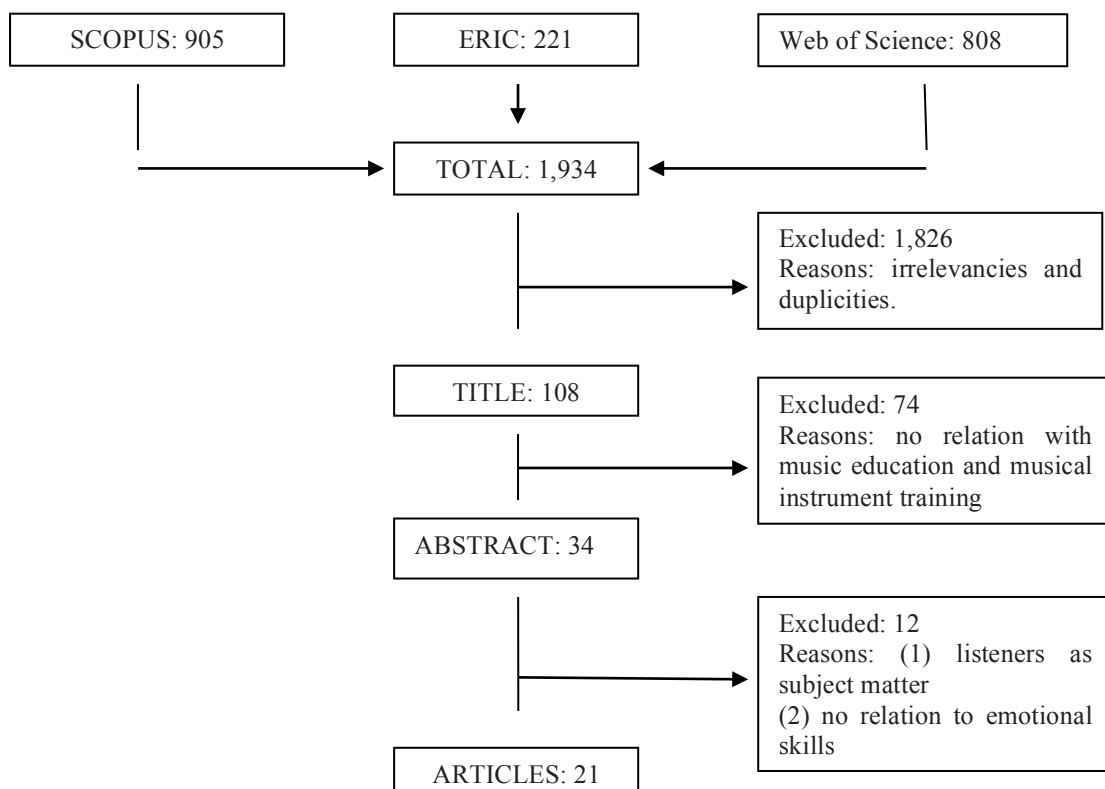 SCOPUS: 905
ERIC: 221
Web of Science: 808
TOTAL: 1,934
Excluded: 1,826
Reasons: irrelevancies and
duplicities.
TITLE: 108
Excluded: 74
Reasons: no relation with
music education and musical
instrument training
ABSTRACT: 34
Excluded: 12
Reasons: (1) listeners as
subject matter
(2) no relation to emotional
skills
ARTICLES: 21